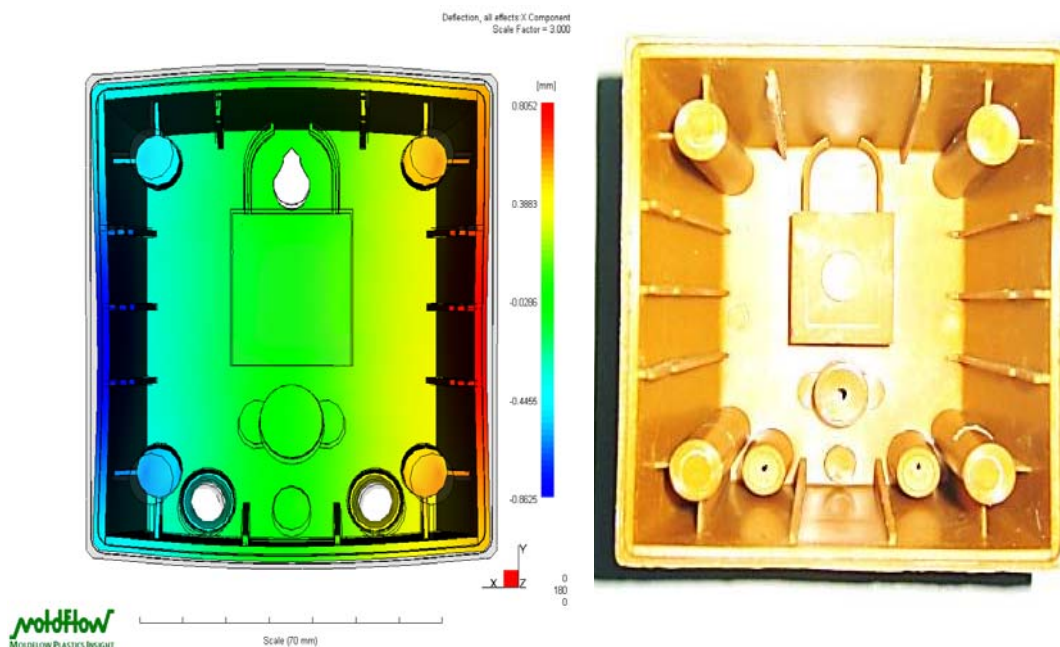 Deflection, all effects:X Component
Scale Factor = 3.000
[mm]
0.8052
0.3883
-0.0286
-0.4455
-0.8625
Y
X
Z
0
180
0
moldflow
MOLDFLOW PLASTICS INSIGHT
Scale (70 mm)